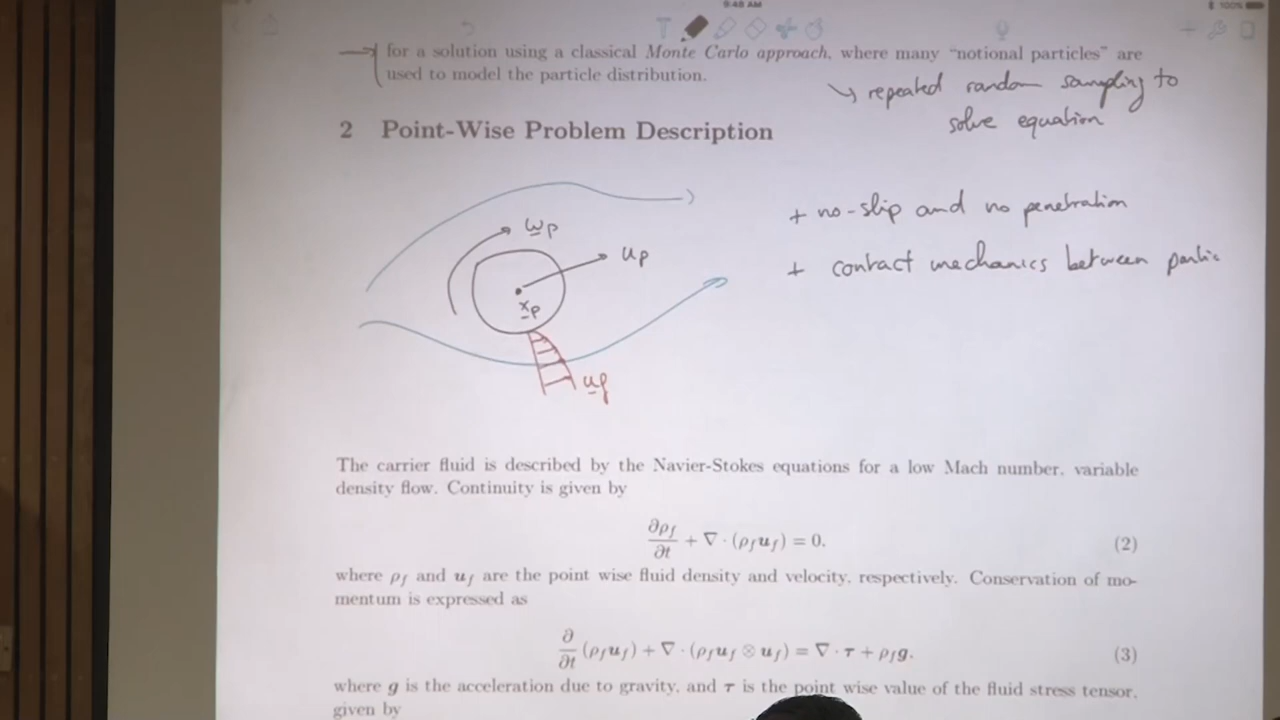 9:48 AM
100%
for a solution using a classical Monte Carlo approach, where many “notional particles” are
used to model the particle distribution.
↘ repeated random sampling to
solve equation
2 Point-Wise Problem Description
+ no-slip and no penetration
+ contact mechanics between partic
ωp
up
xp
uf
The carrier fluid is described by the Navier-Stokes equations for a low Mach number, variable
density flow. Continuity is given by
∂ρf/∂t + ∇ · (ρf uf) = 0. (2)
where ρf and uf are the point wise fluid density and velocity, respectively. Conservation of mo-
mentum is expressed as
∂/∂t (ρf uf) + ∇ · (ρf uf ⊗ uf) = ∇ · τ + ρf g. (3)
where g is the acceleration due to gravity, and τ is the point wise value of the fluid stress tensor,
given by